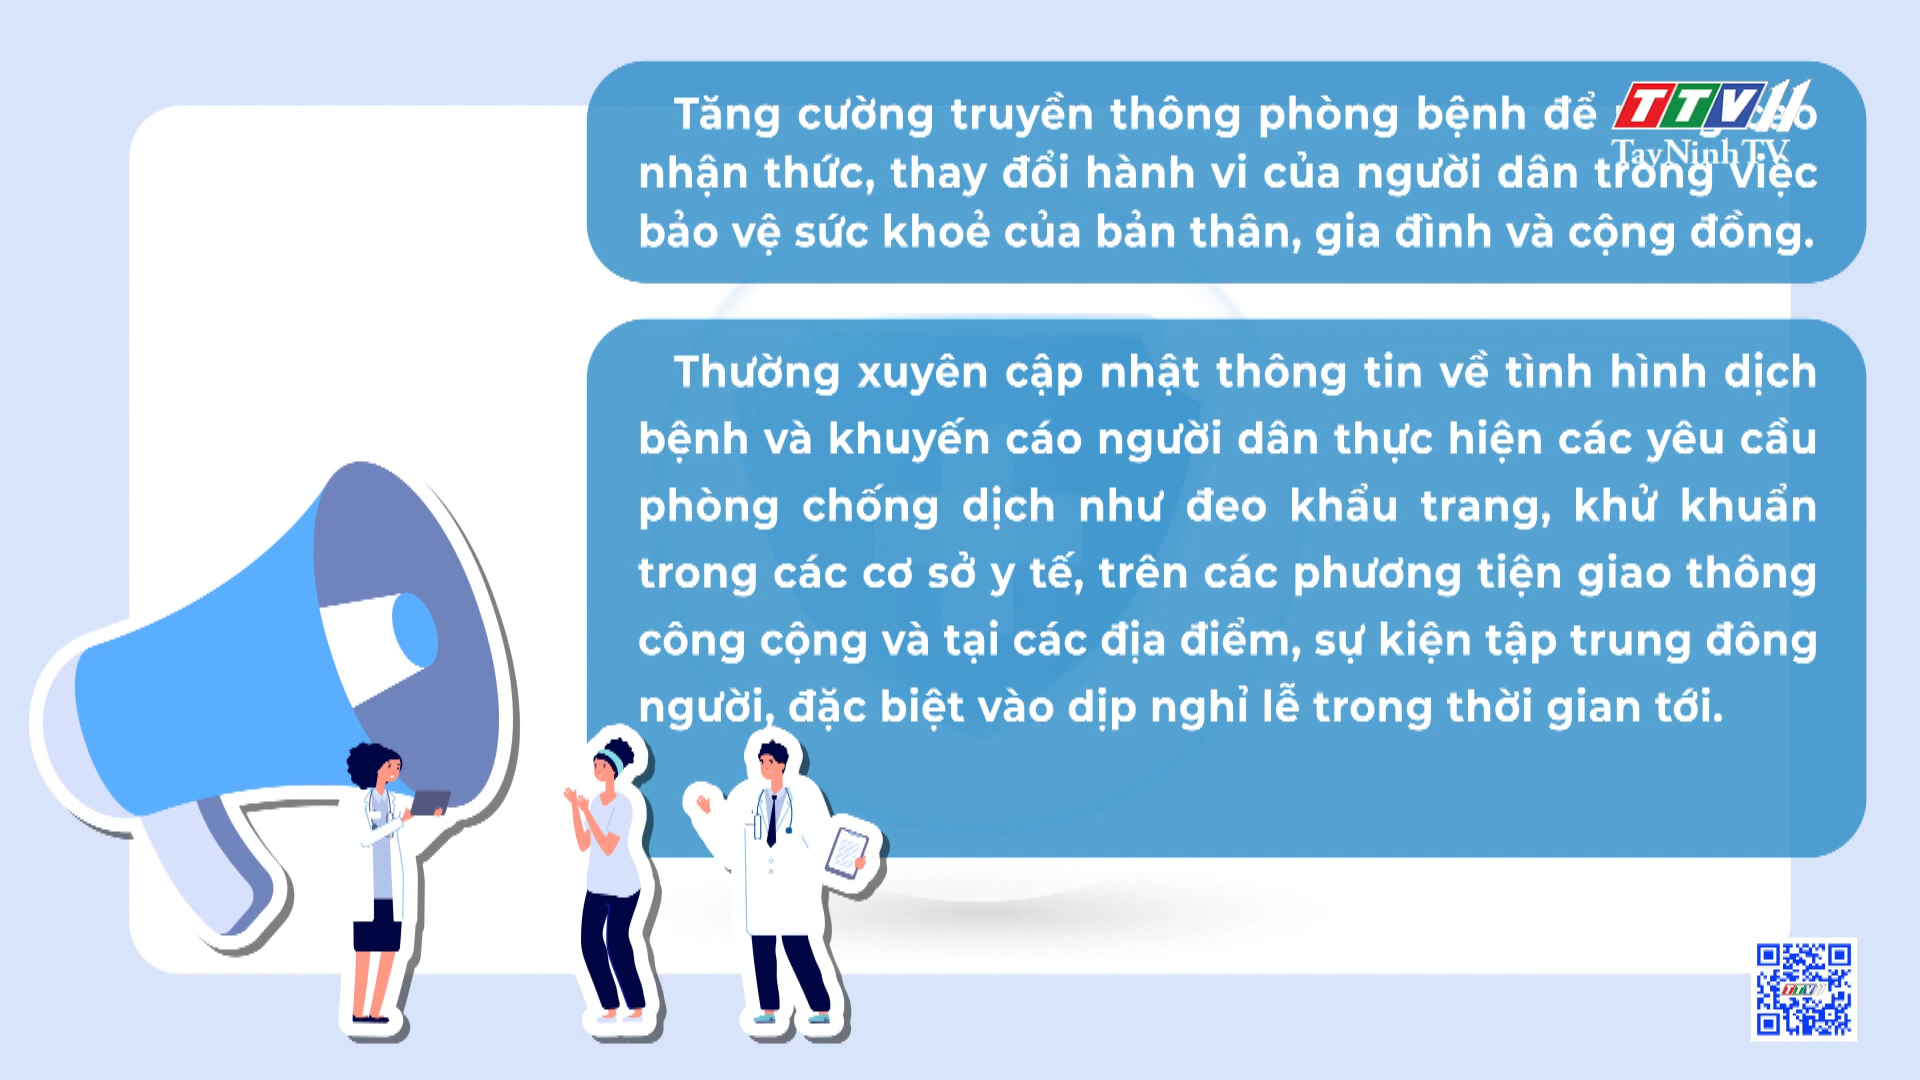 Tăng cường truyền thông phòng bệnh để
nhận thức, thay đổi hành vi của người dân trong việc
bảo vệ sức khoẻ của bản thân, gia đình và cộng đồng.
Thường xuyên cập nhật thông tin về tình hình dịch
bệnh và khuyến cáo người dân thực hiện các yêu cầu
phòng chống dịch như đeo khẩu trang, khử khuẩn
trong các cơ sở y tế, trên các phương tiện giao thông
công cộng và tại các địa điểm, sự kiện tập trung đông
người, đặc biệt vào dịp nghỉ lễ trong thời gian tới.
TTV11
TayNinhTV
TTV11